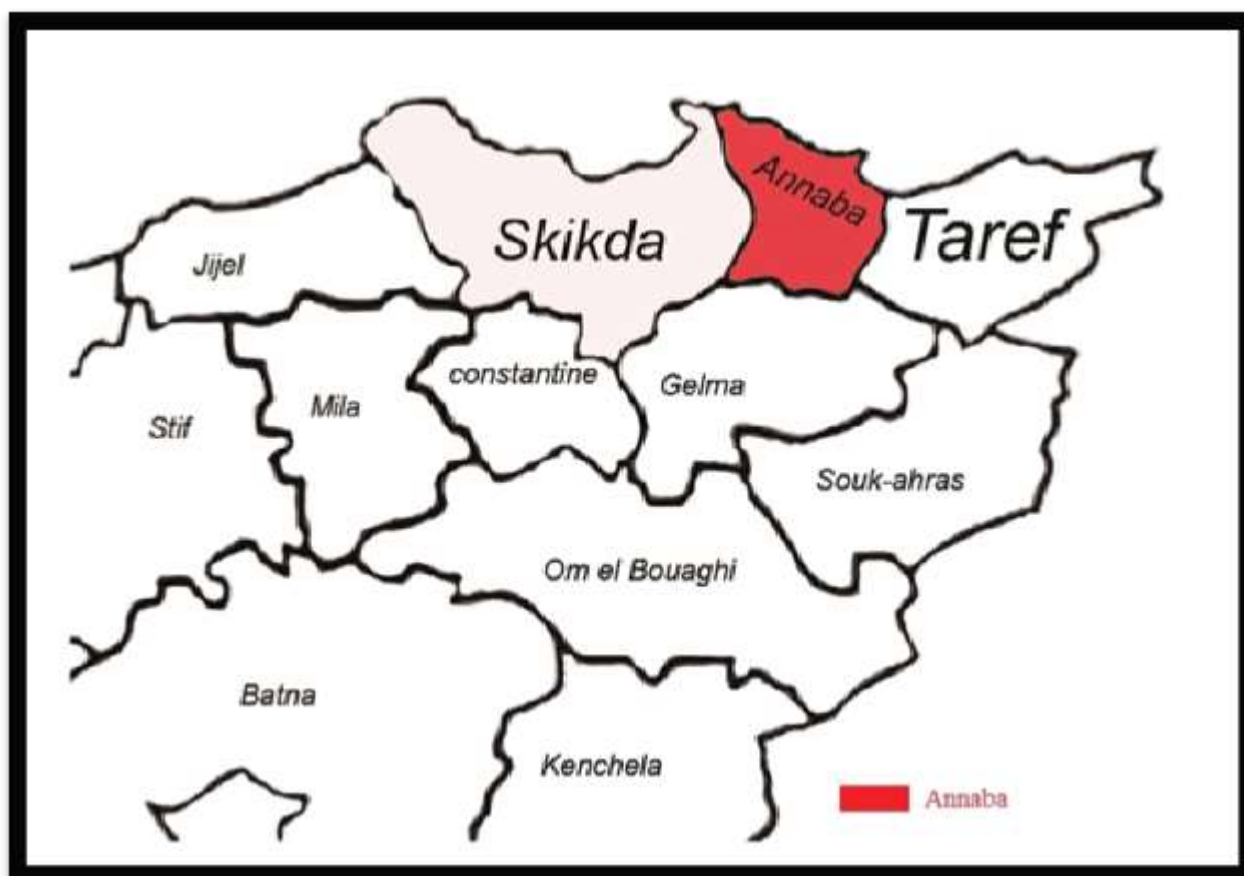 Annaba
Skikda
Taref
Jijel
constantine
Gelma
Mila
Stif
Souk-ahras
Om el Bouaghi
Batna
Kenchela
Annaba